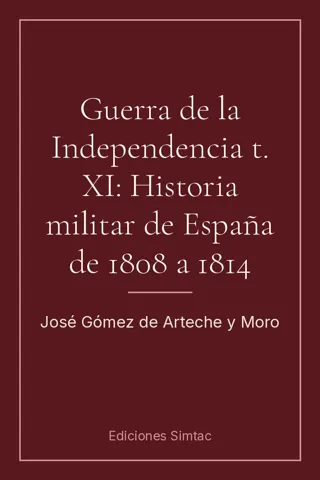 Guerra de la
Independencia t.
XI: Historia
militar de España
de 1808 a 1814
José Gómez de Arteche y Moro
Ediciones Simtac